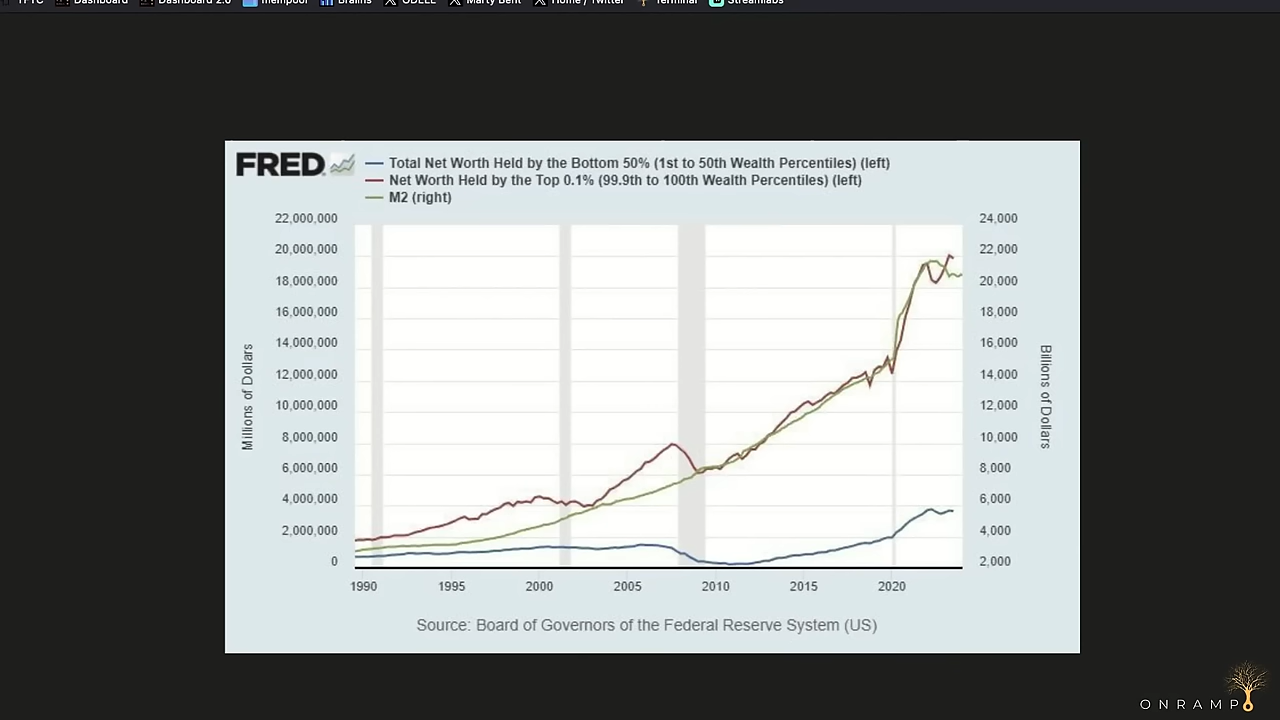 TFTC Dashboard Dashboard 2.0 mempool Braiins ODELL Marty Bent Home / Twitter Terminal Streamlabs
FRED
Total Net Worth Held by the Bottom 50% (1st to 50th Wealth Percentiles) (left)
Net Worth Held by the Top 0.1% (99.9th to 100th Wealth Percentiles) (left)
M2 (right)
22,000,000 24,000
20,000,000 22,000
18,000,000 20,000
16,000,000 18,000
14,000,000 16,000
12,000,000 14,000
10,000,000 12,000
8,000,000 10,000
6,000,000 8,000
4,000,000 6,000
2,000,000 4,000
0 2,000
Millions of Dollars
Billions of Dollars
1990 1995 2000 2005 2010 2015 2020
Source: Board of Governors of the Federal Reserve System (US)
ONRAMP